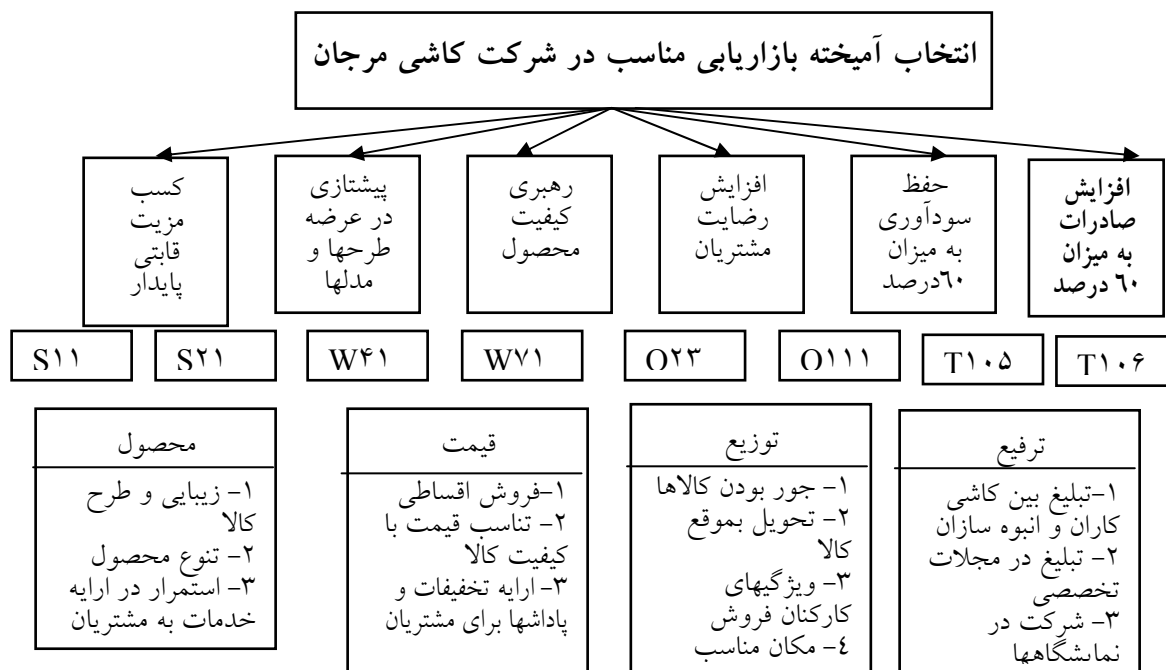 انتخاب آمیخته بازاریابی مناسب در شرکت کاشی مرجان
افزایش
صادرات
به میزان
٦٠ درصد
حفظ
سودآوری
به میزان
٦٠درصد
افزایش
رضایت
مشتریان
رهبری
کیفیت
محصول
پیشتازی
در عرضه
طرحها و
مدلها
کسب
مزیت
قابتی
پایدار
S۱۱
S۲۱
W۴۱
W۷۱
O۲۳
O۱۱۱
T۱۰۵
T۱۰۶
ترفیع
۱-تبلیغ بین کاشی
کاران و انبوه سازان
۲- تبلیغ در مجلات
تخصصی
۳- شرکت در
نمایشگاهها
توزیع
۱- جور بودن کالاها
۲- تحویل بموقع
کالا
۳- ویژگیهای
کارکنان فروش
٤- مکان مناسب
قیمت
۱-فروش اقساطی
۲- تناسب قیمت با
کیفیت کالا
۳- ارایه تخفیفات و
پاداشها برای مشتریان
محصول
۱- زیبایی و طرح
کالا
۲- تنوع محصول
۳- استمرار در ارایه
خدمات به مشتریان